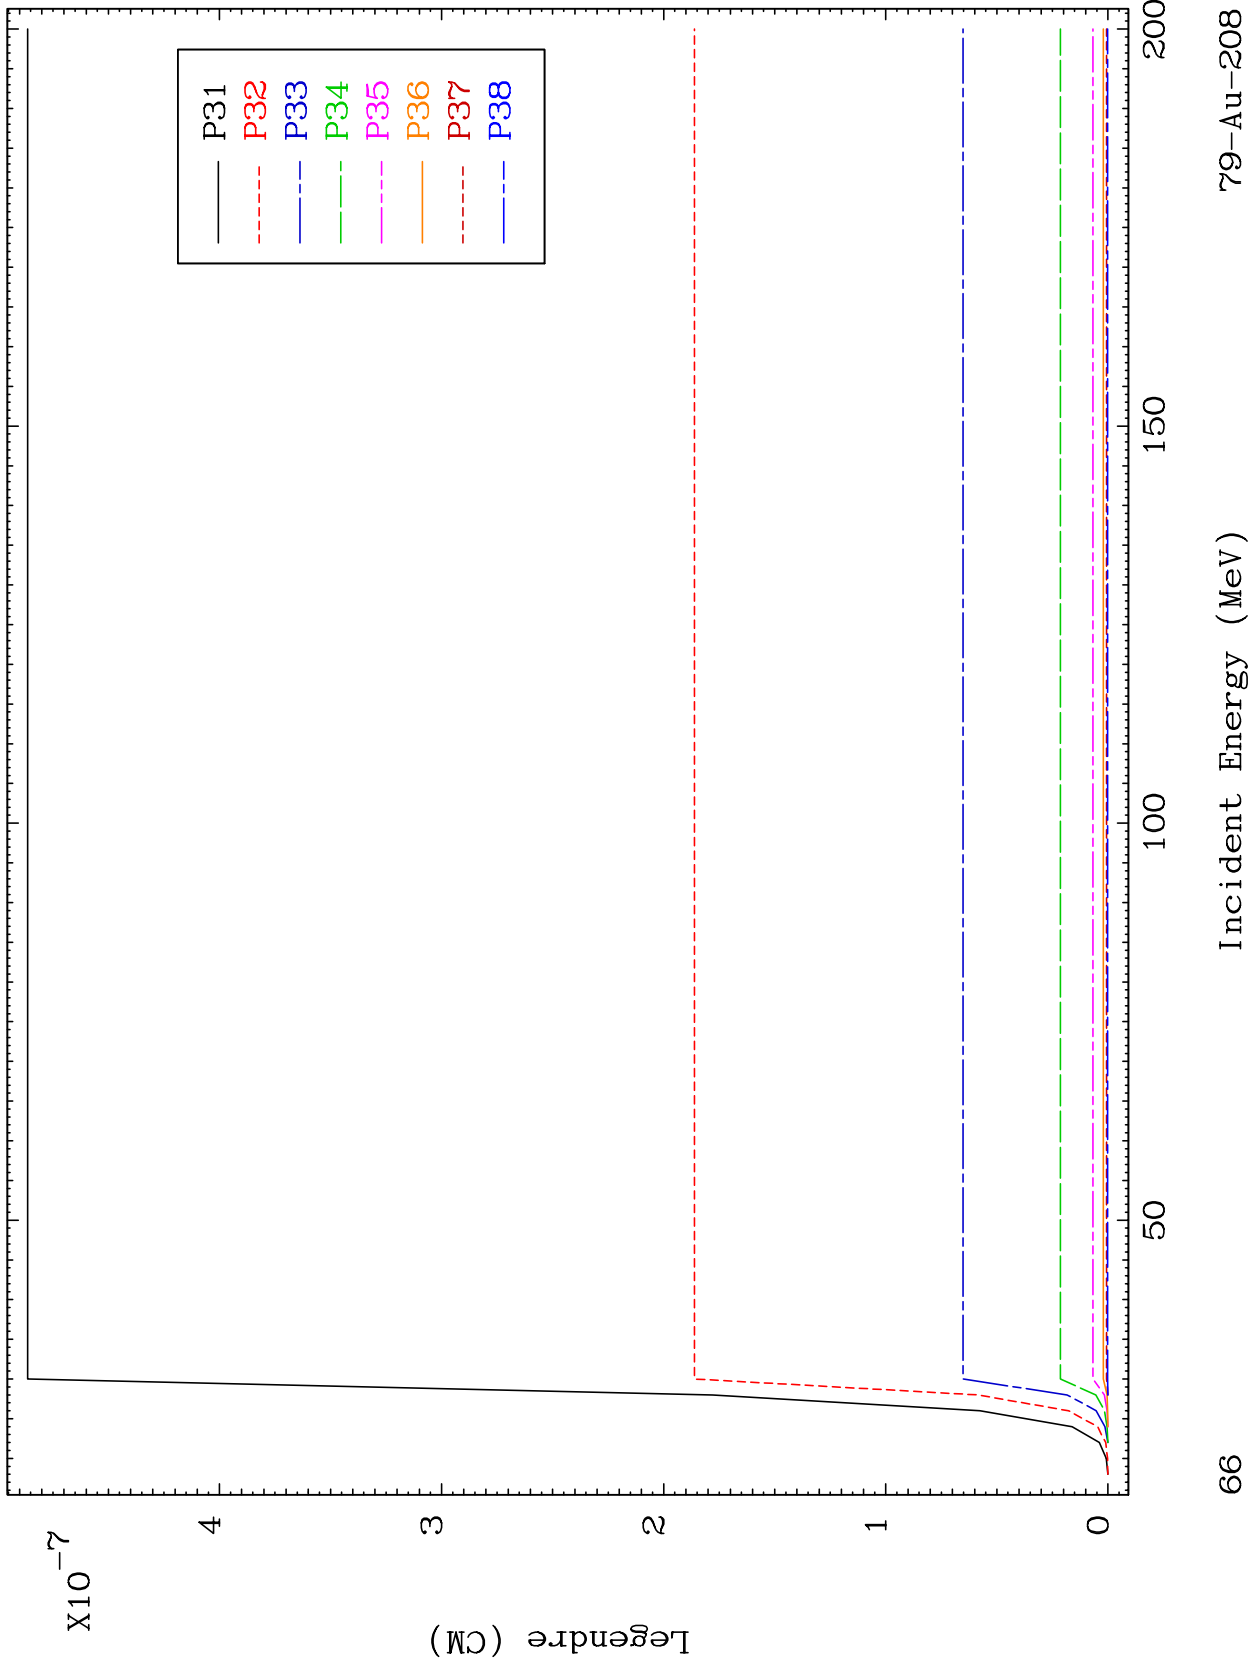 X10-7
Legendre (CM)
4
3
2
1
0
P31
P32
P33
P34
P35
P36
P37
P38
50
100
150
200
66
Incident Energy (MeV)
79-Au-208